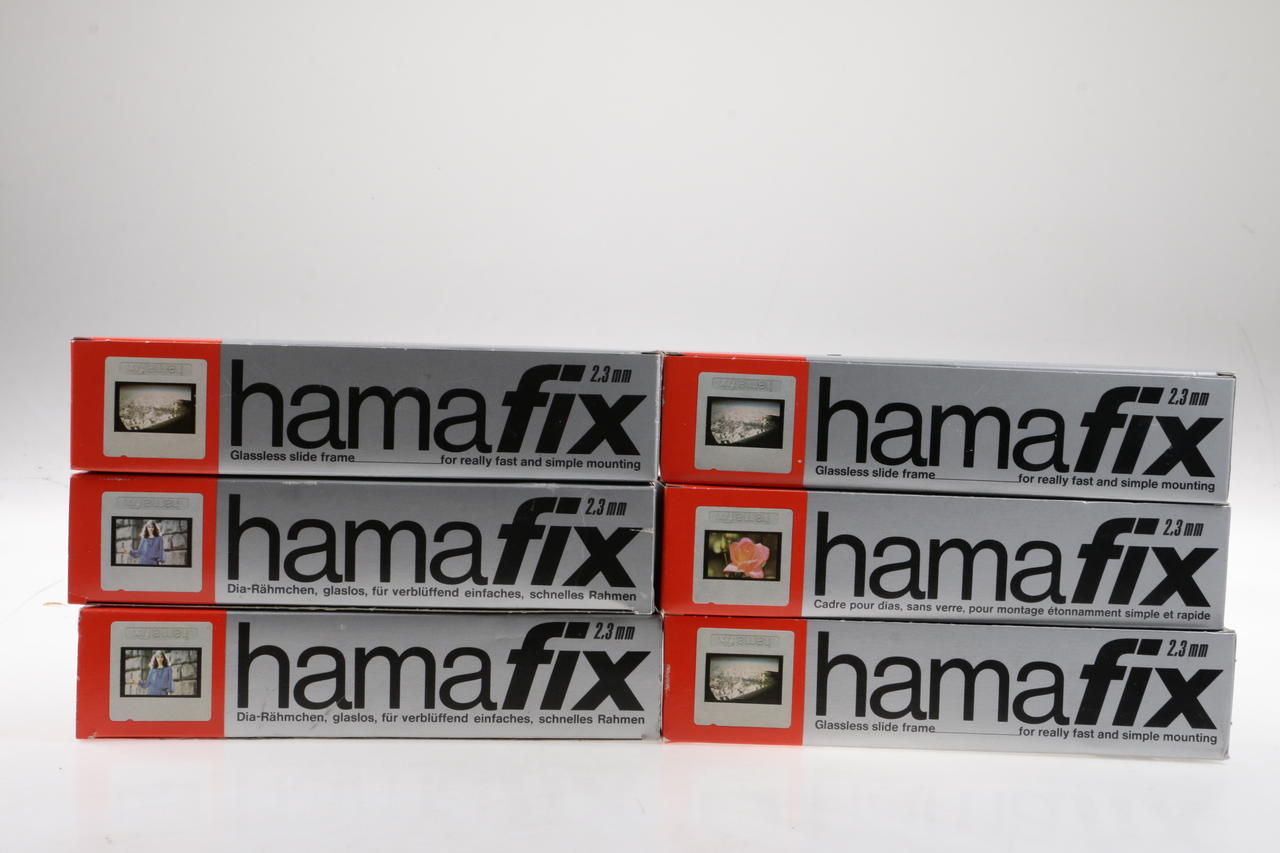 hamafix 2,3 mm
Glassless slide frame for really fast and simple mounting
hamafix 2,3 mm
Dia-Rähmchen, glaslos, für verblüffend einfaches, schnelles Rahmen
hamafix 2,3 mm
Dia-Rähmchen, glaslos, für verblüffend einfaches, schnelles Rahmen
hamafix 2,3 mm
Glassless slide frame for really fast and simple mounting
hamafix 2,3 mm
Cadre pour dias, sans verre, pour montage étonnamment simple et rapide
hamafix 2,3 mm
Glassless slide frame for really fast and simple mounting